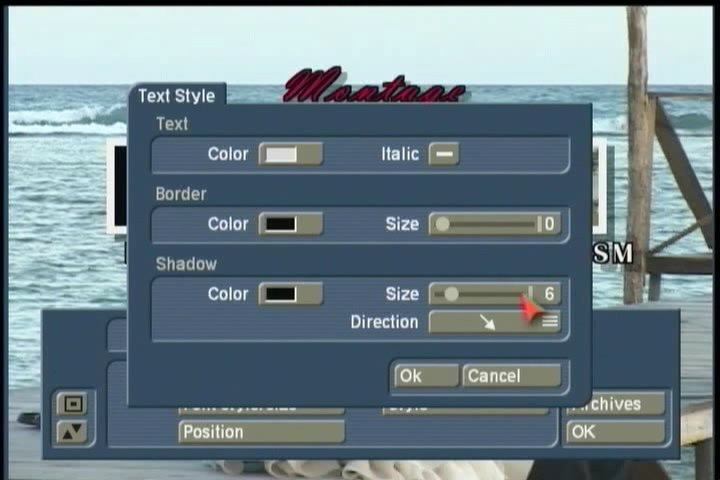 Montage
Text Style
Text
Color
Italic
Border
Color
Size
0
SM
Shadow
Color
Size
6
Direction
Ok
Cancel
Style
Archives
Position
OK